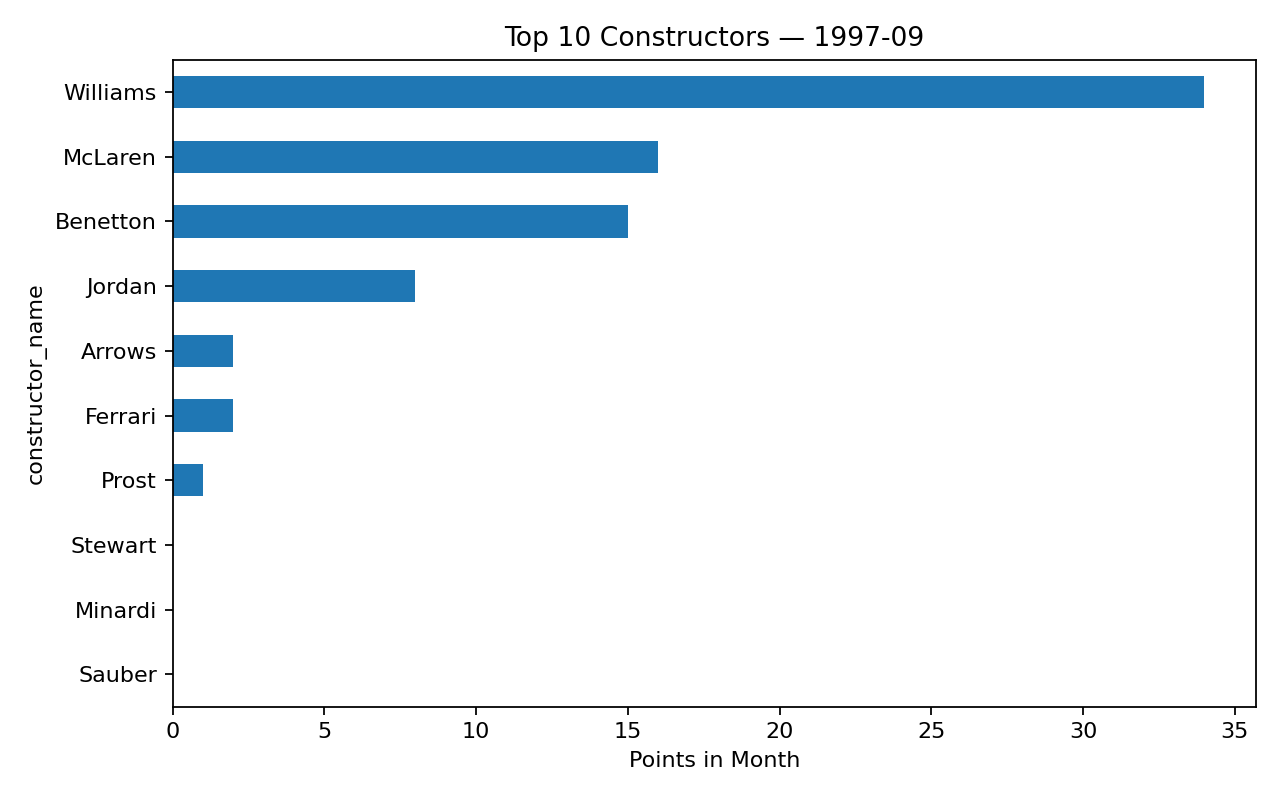 Top 10 Constructors — 1997-09
constructor_name
Williams
McLaren
Benetton
Jordan
Arrows
Ferrari
Prost
Stewart
Minardi
Sauber
0 5 10 15 20 25 30 35
Points in Month